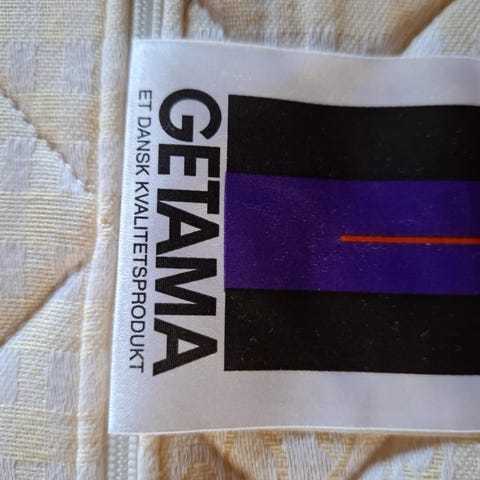 GETAMA
ET DANSK KVALITETSPRODUKT